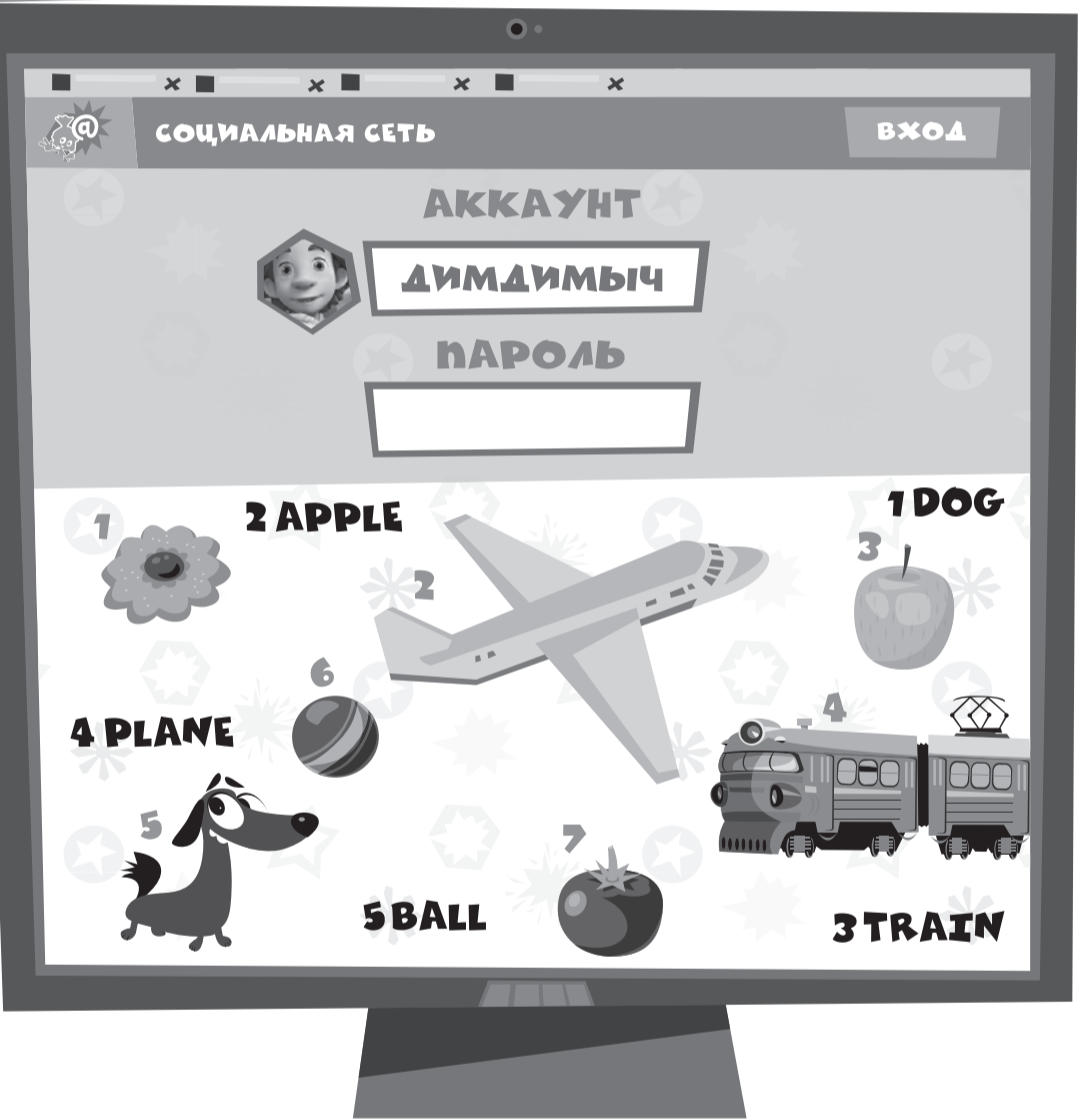 @
СОЦИАЛЬНАЯ СЕТЬ
ВХОД
АККАУНТ
ДИМДИМЫЧ
ПАРОЛЬ
1
2 APPLE
1 DOG
2
3
6
4 PLANE
4
5
7
5 BALL
3 TRAIN